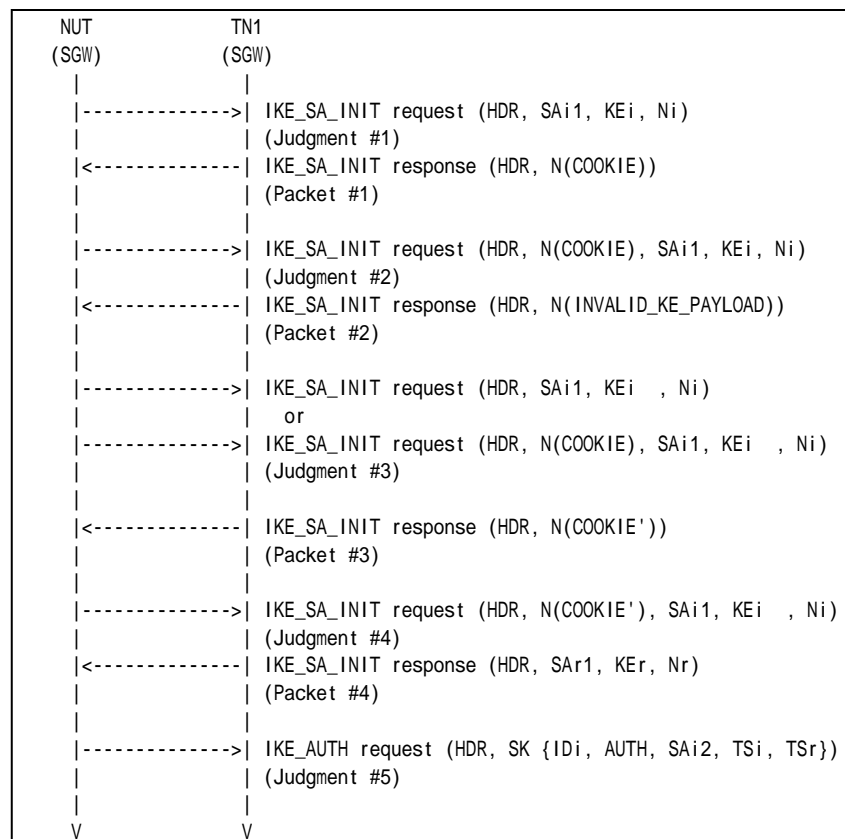 NUT TN1
(SGW) (SGW)
| |
|-------------->| IKE_SA_INIT request (HDR, SAi1, KEi, Ni)
| | (Judgment #1)
|<--------------| IKE_SA_INIT response (HDR, N(COOKIE))
| | (Packet #1)
| |
|-------------->| IKE_SA_INIT request (HDR, N(COOKIE), SAi1, KEi, Ni)
| | (Judgment #2)
|<--------------| IKE_SA_INIT response (HDR, N(INVALID_KE_PAYLOAD))
| | (Packet #2)
| |
|-------------->| IKE_SA_INIT request (HDR, SAi1, KEi , Ni)
| | or
|-------------->| IKE_SA_INIT request (HDR, N(COOKIE), SAi1, KEi , Ni)
| | (Judgment #3)
| |
|<--------------| IKE_SA_INIT response (HDR, N(COOKIE'))
| | (Packet #3)
| |
|-------------->| IKE_SA_INIT request (HDR, N(COOKIE'), SAi1, KEi , Ni)
| | (Judgment #4)
|<--------------| IKE_SA_INIT response (HDR, SAr1, KEr, Nr)
| | (Packet #4)
| |
|-------------->| IKE_AUTH request (HDR, SK {IDi, AUTH, SAi2, TSi, TSr})
| | (Judgment #5)
| |
V V